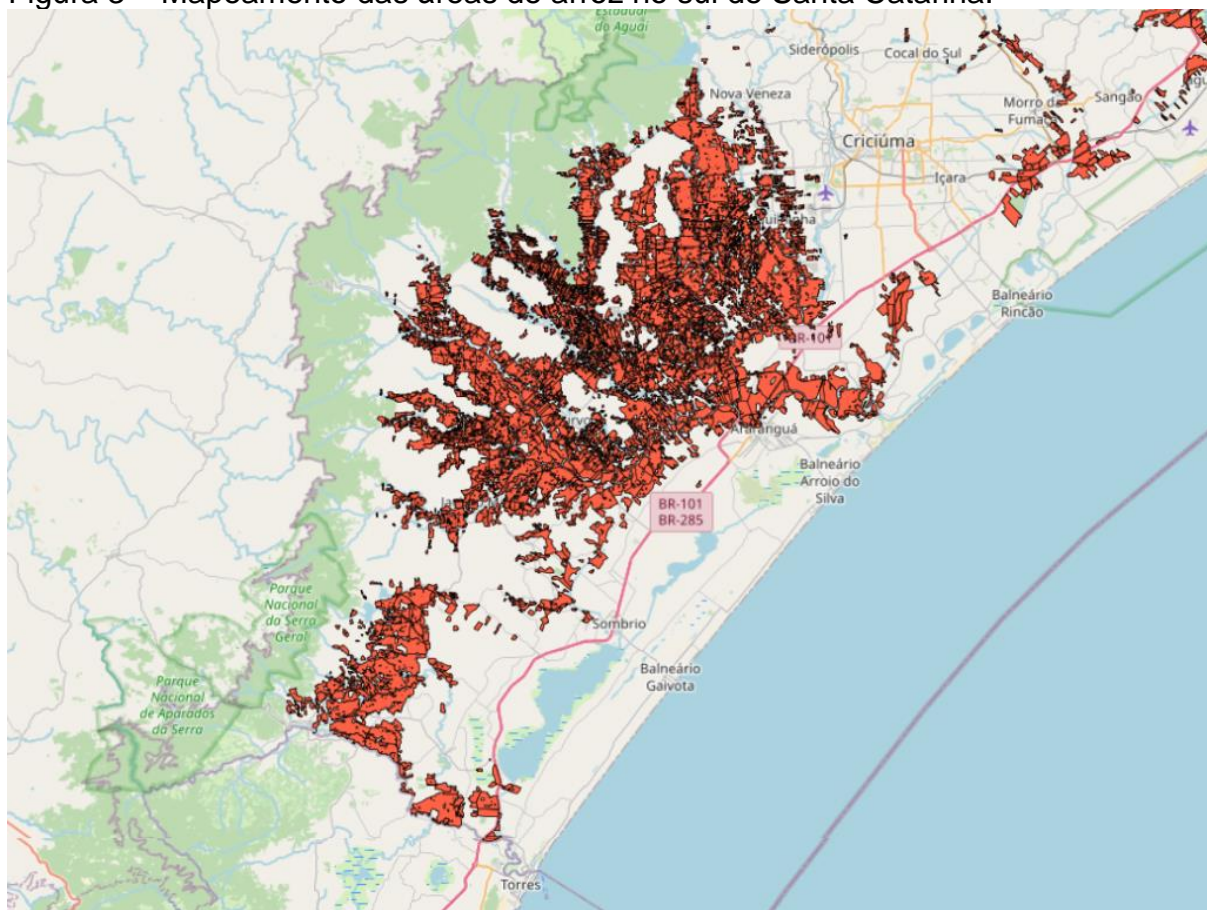 Figura 3 – Mapeamento das áreas de arroz no sul de Santa Catarina.
Estadual
do Aguaí
Siderópolis
Cocal do Sul
Nova Veneza
Morro da
Fumaça
Sangão
Criciúma
Içara
Balneário
Rincão
BR-101
Araranguá
Balneário
Arroio do
Silva
BR-101
BR-285
Parque
Nacional
da Serra
Geral
Sombrio
Balneário
Gaivota
Parque
Nacional
de Aparados
da Serra
Torres